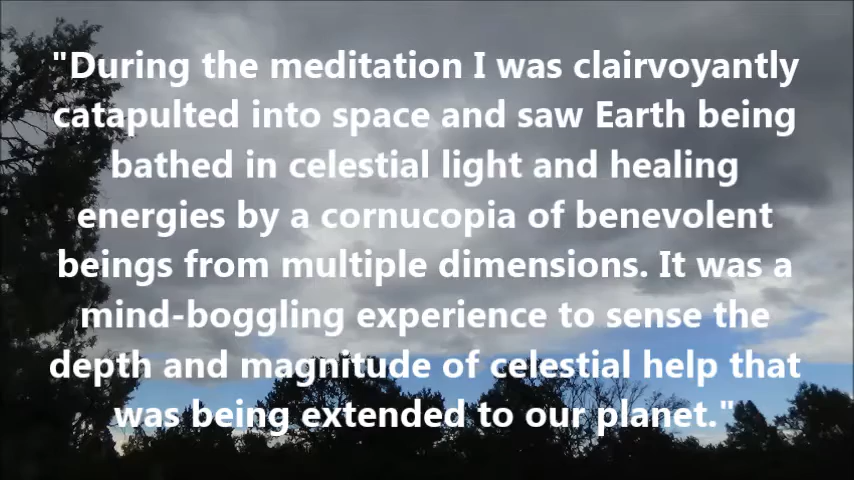 "During the meditation I was clairvoyantly
catapulted into space and saw Earth being
bathed in celestial light and healing
energies by a cornucopia of benevolent
beings from multiple dimensions. It was a
mind-boggling experience to sense the
depth and magnitude of celestial help that
was being extended to our planet."